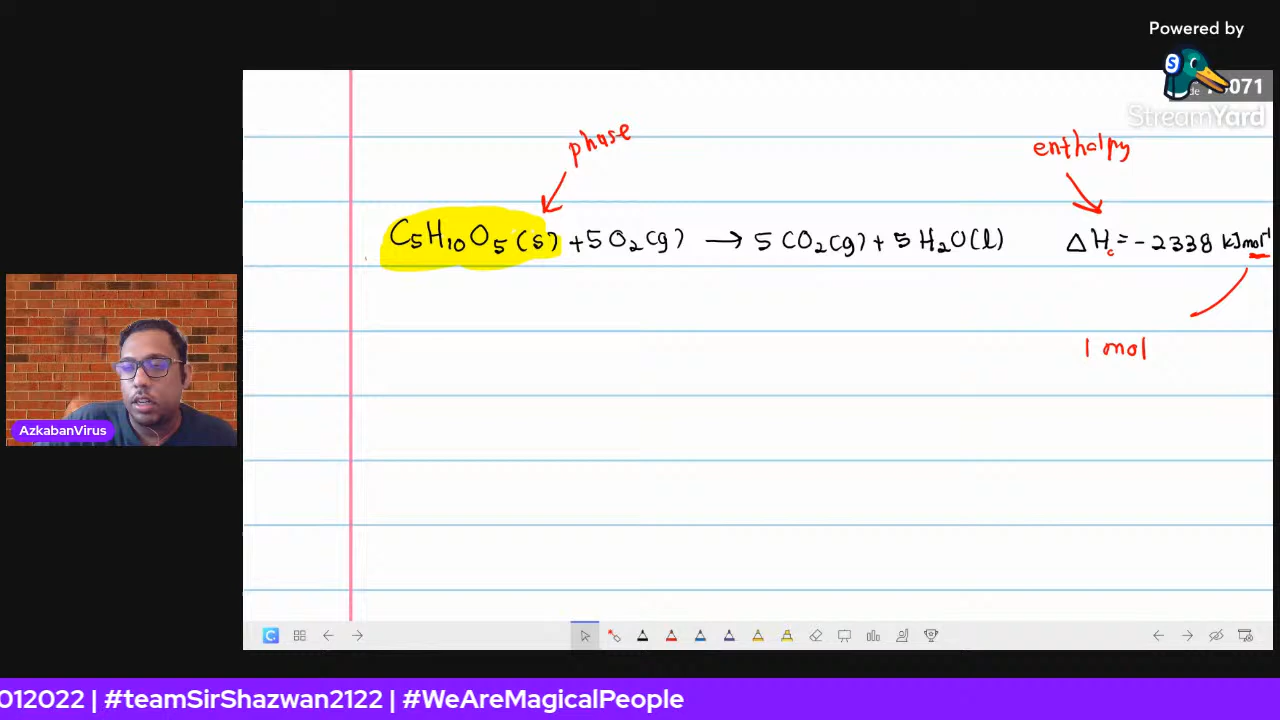 Powered by
071
StreamYard
phase
enthalpy
C₅H₁₀O₅(s) + 5O₂(g) → 5CO₂(g) + 5H₂O(l) ΔHc = -2338 kJmol⁻¹
1 mol
AzkabanVirus
012022 | #teamSirShazwan2122 | #WeAreMagicalPeople